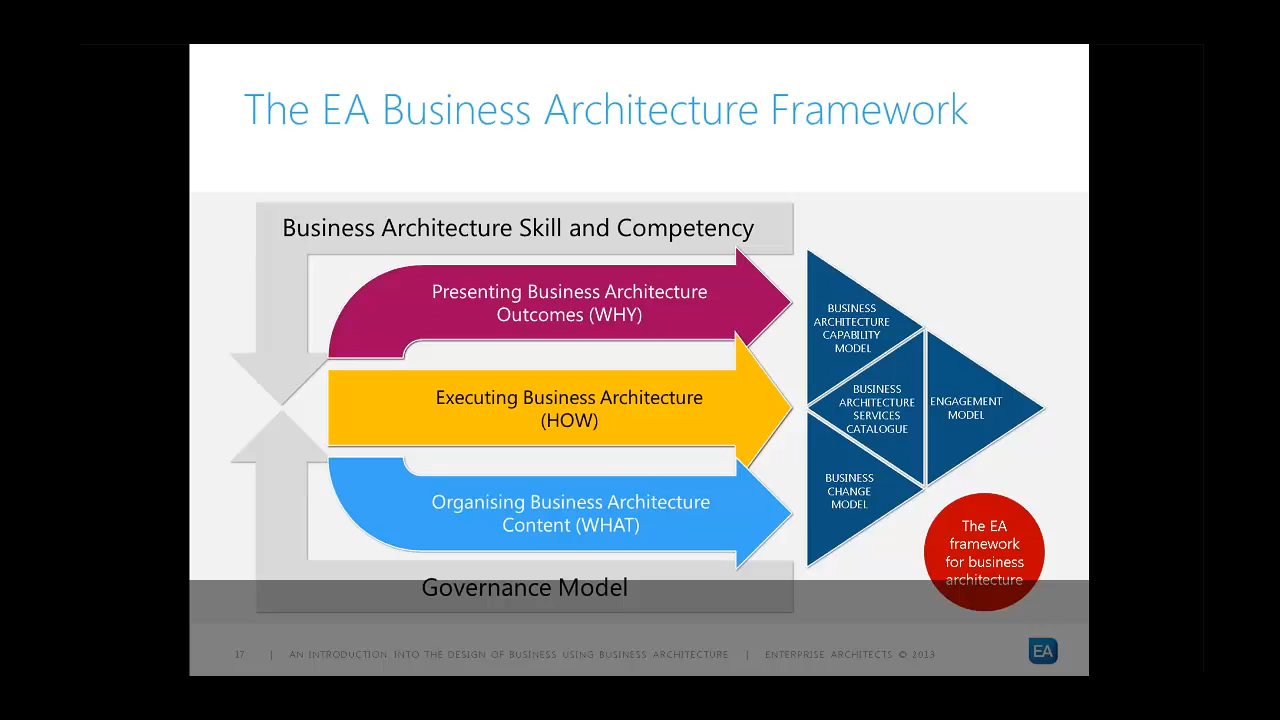 The EA Business Architecture Framework
Business Architecture Skill and Competency
Presenting Business Architecture
Outcomes (WHY)
Executing Business Architecture
(HOW)
Organising Business Architecture
Content (WHAT)
Governance Model
BUSINESS
ARCHITECTURE
CAPABILITY
MODEL
BUSINESS
ARCHITECTURE
SERVICES
CATALOGUE
ENGAGEMENT
MODEL
BUSINESS
CHANGE
MODEL
The EA
framework
for business
architecture
17 | AN INTRODUCTION INTO THE DESIGN OF BUSINESS USING BUSINESS ARCHITECTURE | ENTERPRISE ARCHITECTS © 2013
EA